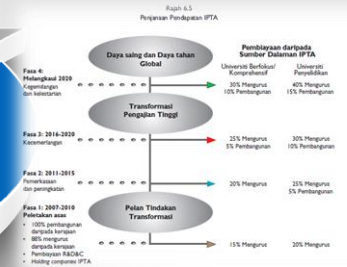 Rajah 6.5
Penjanaan Pendapatan IPTA
Daya saing dan Daya tahan
Global
Pembiayaan daripada
Sumber Dalaman IPTA
Universiti Berfokus/
Komprehensif
Universiti
Penyelidikan
Fasa 4:
Melangkaui 2020
Kegemilangan
dan kelestarian
30% Mengurus
10% Pembangunan
40% Mengurus
15% Pembangunan
Transformasi
Pengajian Tinggi
Fasa 3: 2016-2020
Kecemerlangan
25% Mengurus
5% Pembangunan
30% Mengurus
10% Pembangunan
Fasa 2: 2011-2015
Pemerkasaan
dan peningkatan
20% Mengurus
25% Mengurus
5% Pembangunan
Fasa 1: 2007-2010
Peletakan asas
• 100% pembangunan
daripada kerajaan
• 88% mengurus
daripada kerajaan
• Pembiayaan R&D&C
• Holding companies IPTA
Pelan Tindakan
Transformasi
15% Mengurus
20% Mengurus